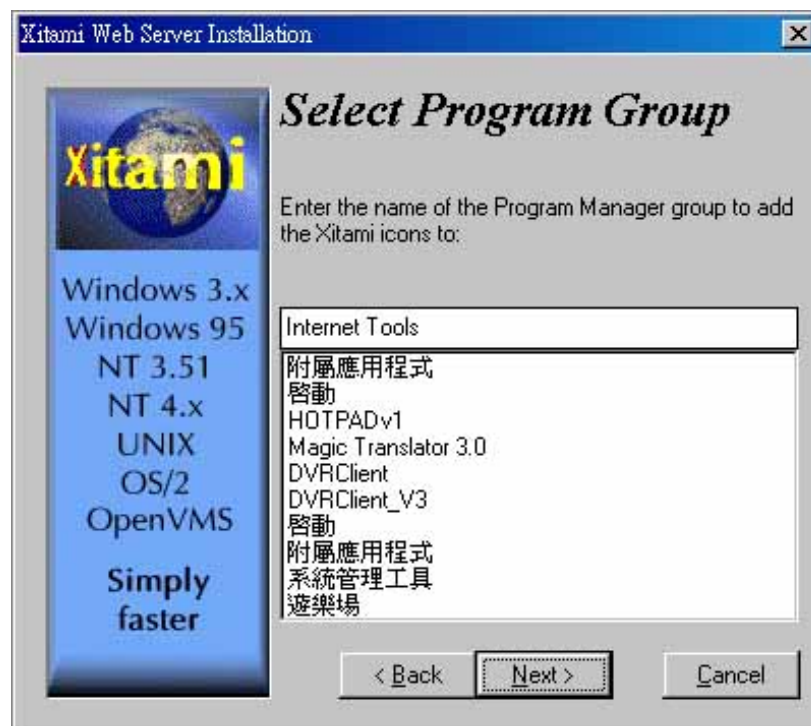 Xitami Web Server Installation
Xitami
Windows 3.x
Windows 95
NT 3.51
NT 4.x
UNIX
OS/2
OpenVMS
Simply
faster
Select Program Group
Enter the name of the Program Manager group to add
the Xitami icons to:
Internet Tools
附屬應用程式
啓動
HOTPADv1
Magic Translator 3.0
DVRClient
DVRClient_V3
啓動
附屬應用程式
系統管理工具
遊樂場
< Back
Next >
Cancel